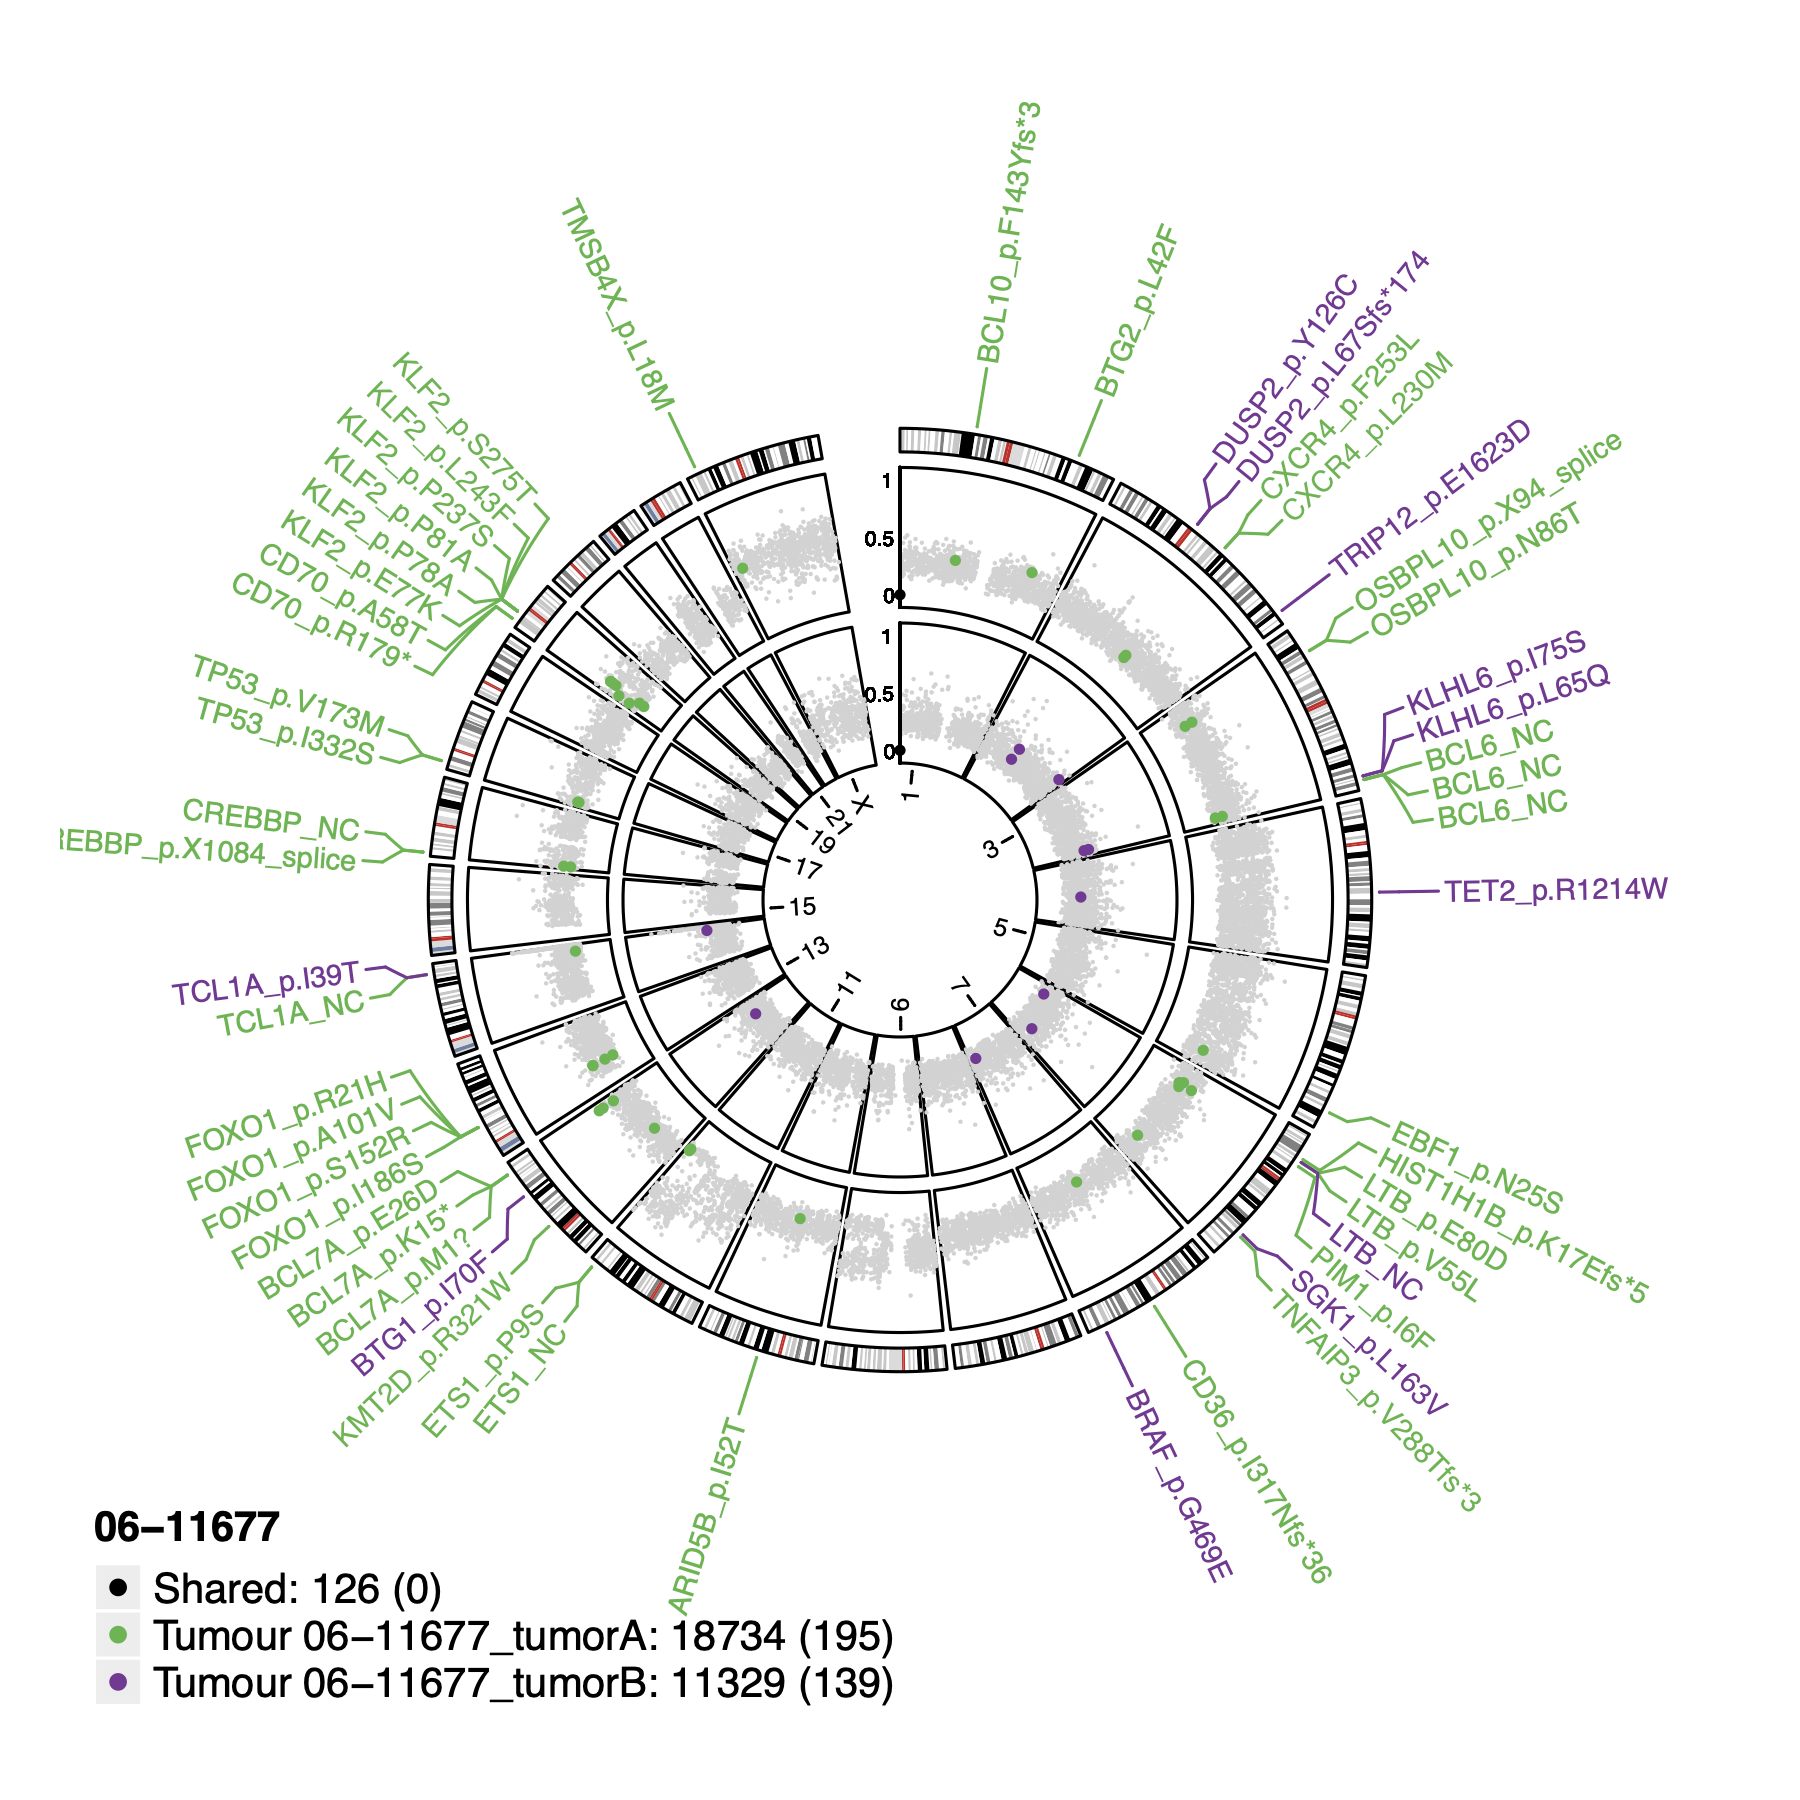 BCL10_p.F143Yfs*3
BTG2_p.L42F
DUSP2_p.Y126C
DUSP2_p.L67Sfs*174
CXCR4_p.F253L
CXCR4_p.L230M
TRIP12_p.E1623D
OSBPL10_p.X94_splice
OSBPL10_p.N86T
KLHL6_p.I75S
KLHL6_p.L65Q
BCL6_NC
BCL6_NC
BCL6_NC
TET2_p.R1214W
EBF1_p.N25S
HIST1H1B_p.K17Efs*5
LTB_p.E80D
LTB_p.V55L
LTB_NC
PIM1_p.I6F
SGK1_p.L163V
TNFAIP3_p.V288Tfs*3
CD36_p.I317Nfs*36
BRAF_p.G469E
ARID5B_p.I52T
ETS1_NC
ETS1_p.P9S
KMT2D_p.R321W
BTG1_p.I70F
BCL7A_p.M1?
BCL7A_p.K15*
BCL7A_p.E26D
FOXO1_p.I186S
FOXO1_p.S152R
FOXO1_p.A101V
FOXO1_p.R21H
TCL1A_NC
TCL1A_p.I39T
REBBP_p.X1084_splice
CREBBP_NC
TP53_p.I332S
TP53_p.V173M
CD70_p.R179*
CD70_p.A58T
KLF2_p.E77K
KLF2_p.P78A
KLF2_p.P81A
KLF2_p.P237S
KLF2_p.L243F
KLF2_p.S275T
TMSB4X_p.L18M
1
0.5
0
1
0.5
0
1
3
5
7
9
11
13
15
17
19
21
X
06−11677
Shared: 126 (0)
Tumour 06−11677_tumorA: 18734 (195)
Tumour 06−11677_tumorB: 11329 (139)